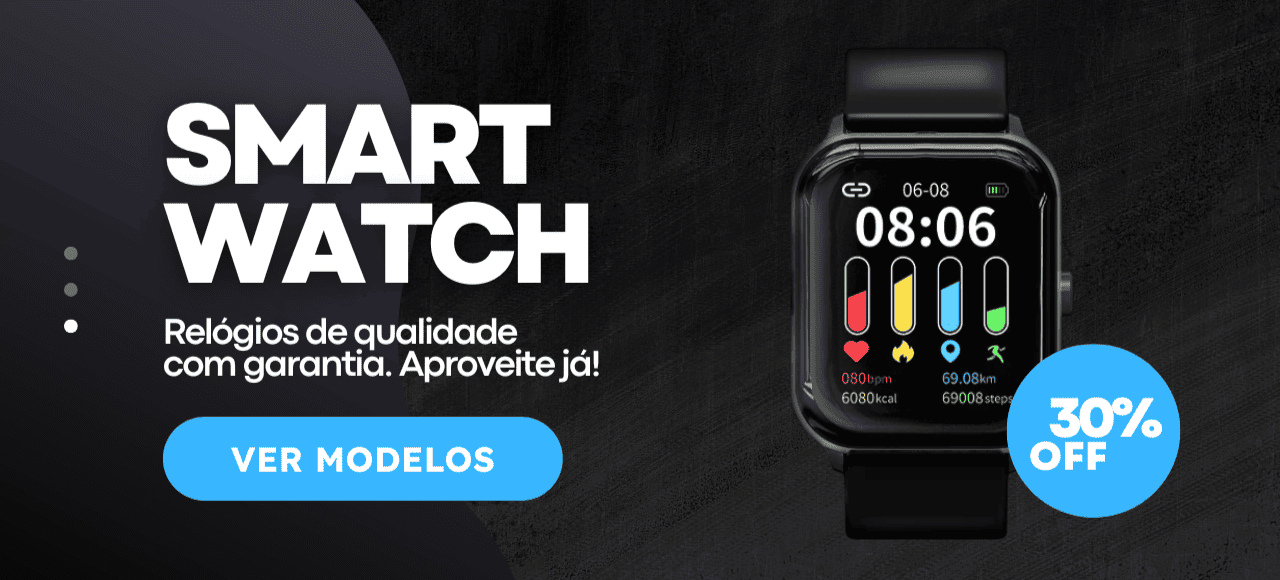 SMART
WATCH
Relógios de qualidade
com garantia. Aproveite já!
VER MODELOS
06-08
08:06
080bpm
69.08km
6080kcal
69008steps
30%
OFF